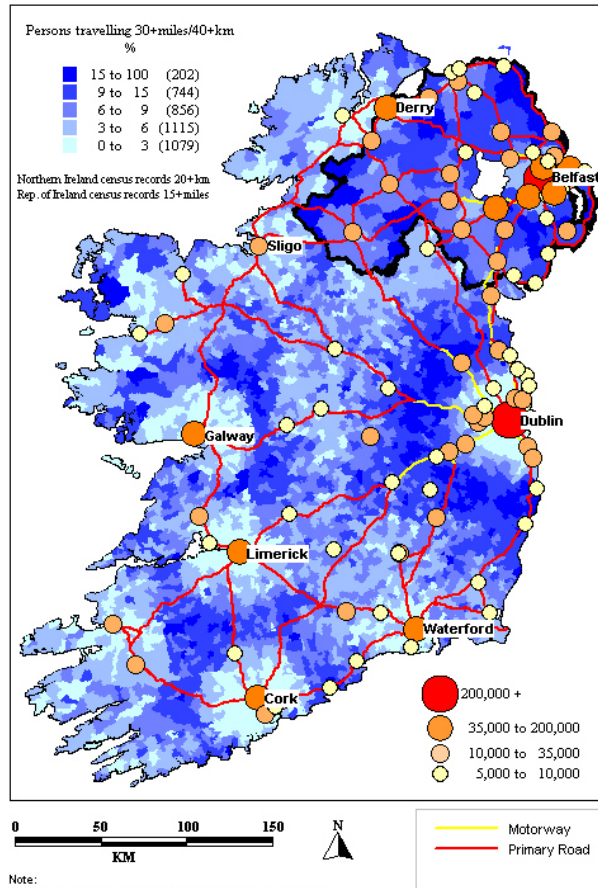 Persons travelling 30+miles/40+km
%
15 to 100 (202)
9 to 15 (744)
6 to 9 (856)
3 to 6 (1115)
0 to 3 (1079)
Northern Ireland census records 20+km
Rep. of Ireland census records 15+miles
Derry
Belfast
Sligo
Dublin
Galway
Limerick
Waterford
Cork
200,000 +
35,000 to 200,000
10,000 to 35,000
5,000 to 10,000
0 50 100 150
KM
N
Motorway
Primary Road
Note: